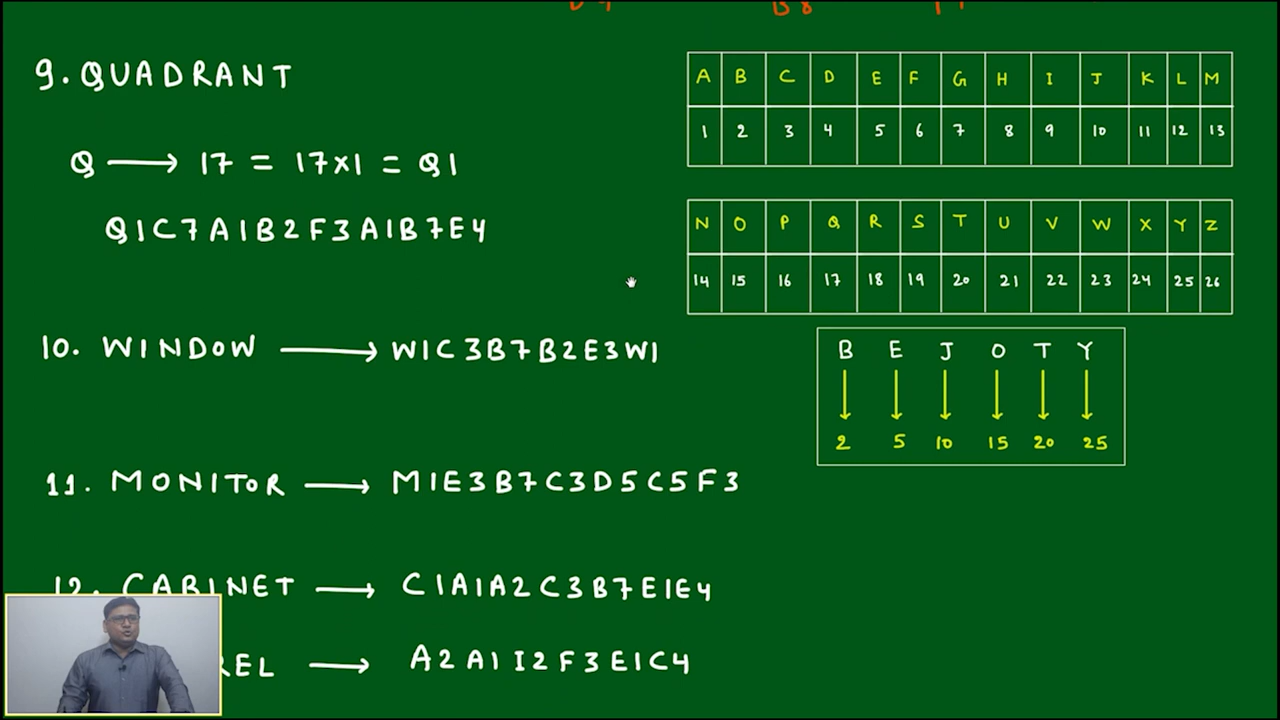 9. QUADRANT
Q → 17 = 17x1 = Q1
Q1C7A1B2F3A1B7E4
10. WINDOW → W1C3B7B2E3W1
11. MONITOR → M1E3B7C3D5C5F3
12. CABINET → C1A1A2C3B7E1E4
REL → A2A1I2F3E1C4
A B C D E F G H I J K L M
1 2 3 4 5 6 7 8 9 10 11 12 13
N O P Q R S T U V W X Y Z
14 15 16 17 18 19 20 21 22 23 24 25 26
B E J O T Y
↓ ↓ ↓ ↓ ↓ ↓
2 5 10 15 20 25